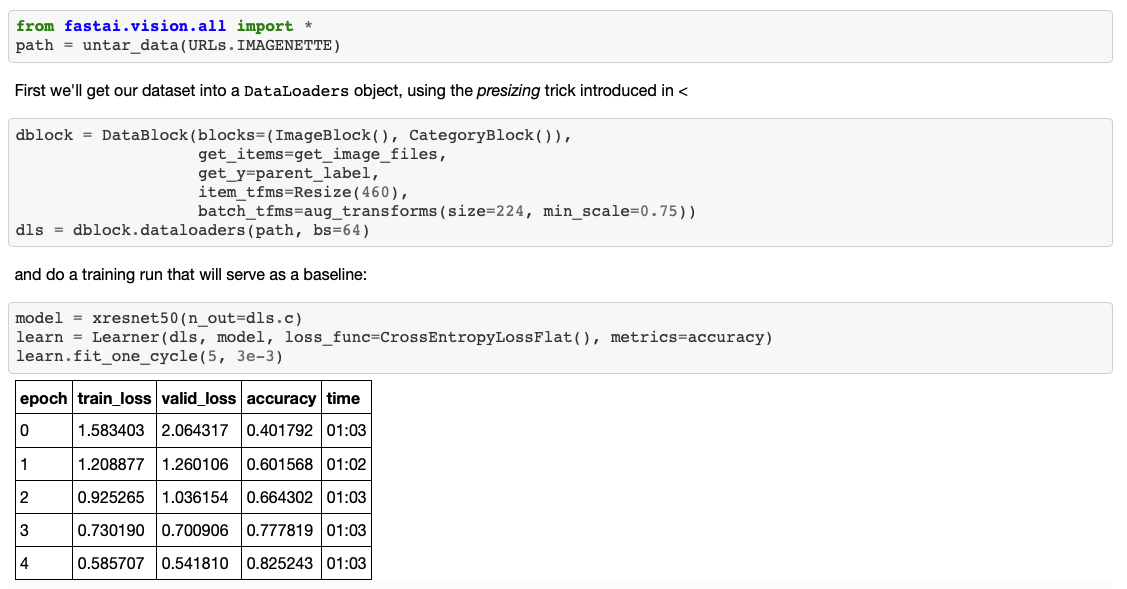 from fastai.vision.all import *
path = untar_data(URLs.IMAGENETTE)
First we'll get our dataset into a DataLoaders object, using the presizing trick introduced in <
dblock = DataBlock(blocks=(ImageBlock(), CategoryBlock()),
                   get_items=get_image_files,
                   get_y=parent_label,
                   item_tfms=Resize(460),
                   batch_tfms=aug_transforms(size=224, min_scale=0.75))
dls = dblock.dataloaders(path, bs=64)
and do a training run that will serve as a baseline:
model = xresnet50(n_out=dls.c)
learn = Learner(dls, model, loss_func=CrossEntropyLossFlat(), metrics=accuracy)
learn.fit_one_cycle(5, 3e-3)
epoch train_loss valid_loss accuracy time
0 1.583403 2.064317 0.401792 01:03
1 1.208877 1.260106 0.601568 01:02
2 0.925265 1.036154 0.664302 01:03
3 0.730190 0.700906 0.777819 01:03
4 0.585707 0.541810 0.825243 01:03